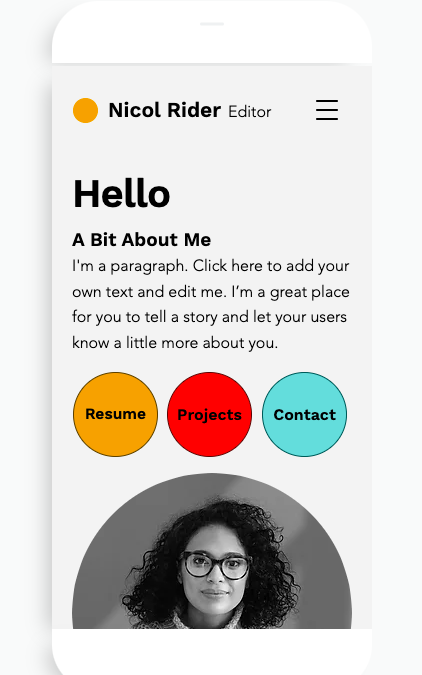 Nicol Rider Editor
Hello
A Bit About Me
I'm a paragraph. Click here to add your
own text and edit me. I’m a great place
for you to tell a story and let your users
know a little more about you.
Resume Projects Contact